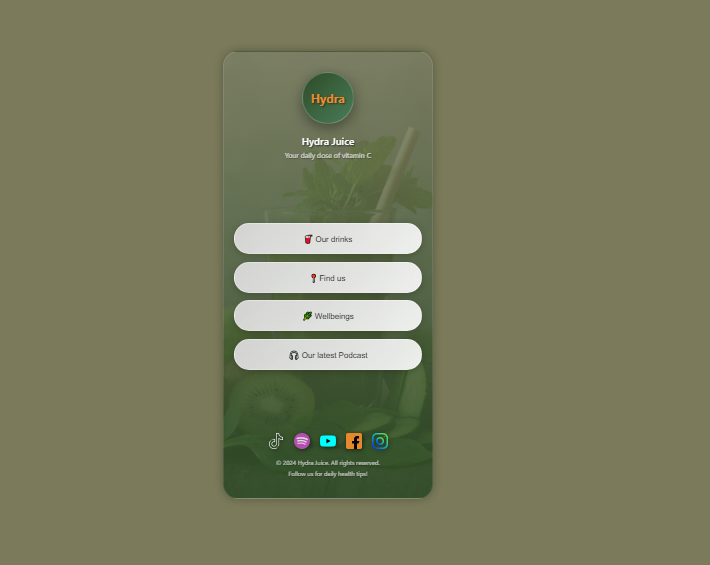 Hydra
Hydra Juice
Your daily dose of vitamin C
Our drinks
Find us
Wellbeings
Our latest Podcast
© 2024 Hydra Juice. All rights reserved.
Follow us for daily health tips!